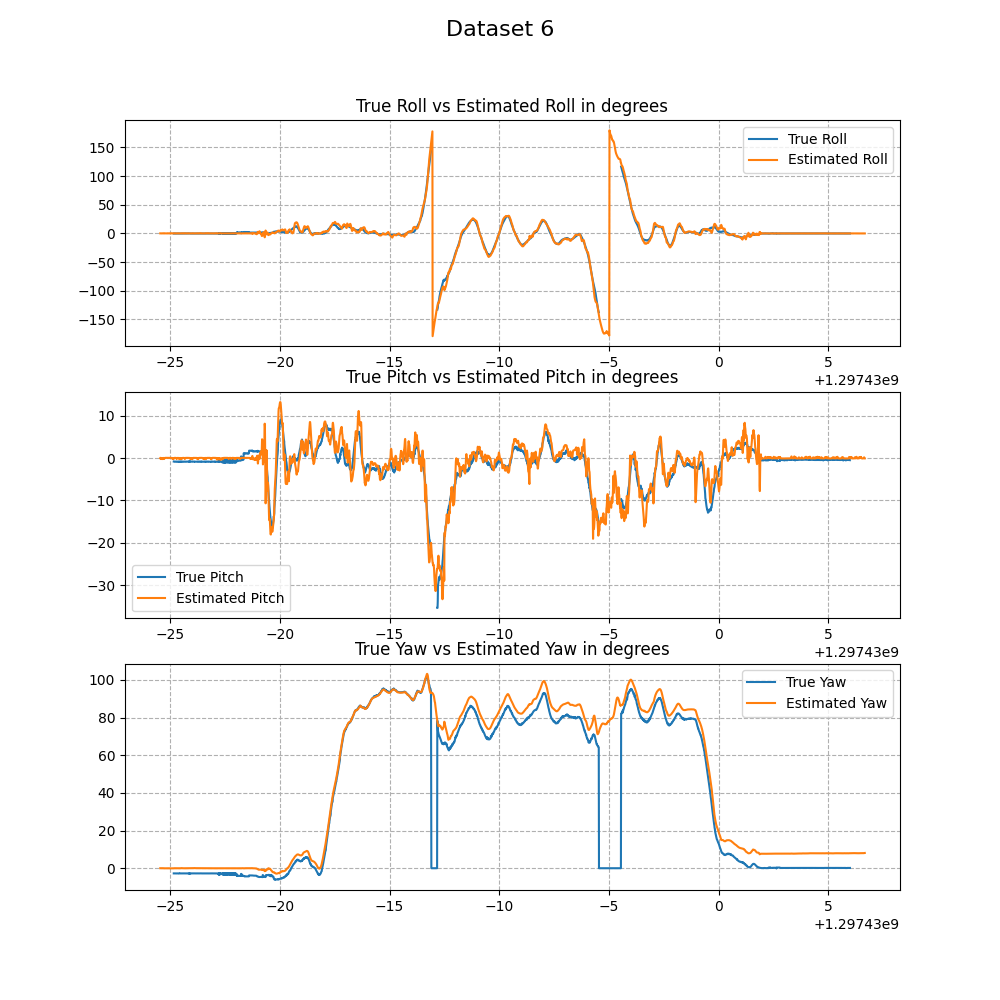 Dataset 6
True Roll vs Estimated Roll in degrees
150
100
50
0
−50
−100
−150
True Roll
Estimated Roll
−25 −20 −15 −10 −5 0 5
+1.29743e9
True Pitch vs Estimated Pitch in degrees
10
0
−10
−20
−30
True Pitch
Estimated Pitch
−25 −20 −15 −10 −5 0 5
+1.29743e9
True Yaw vs Estimated Yaw in degrees
100
80
60
40
20
0
True Yaw
Estimated Yaw
−25 −20 −15 −10 −5 0 5
+1.29743e9